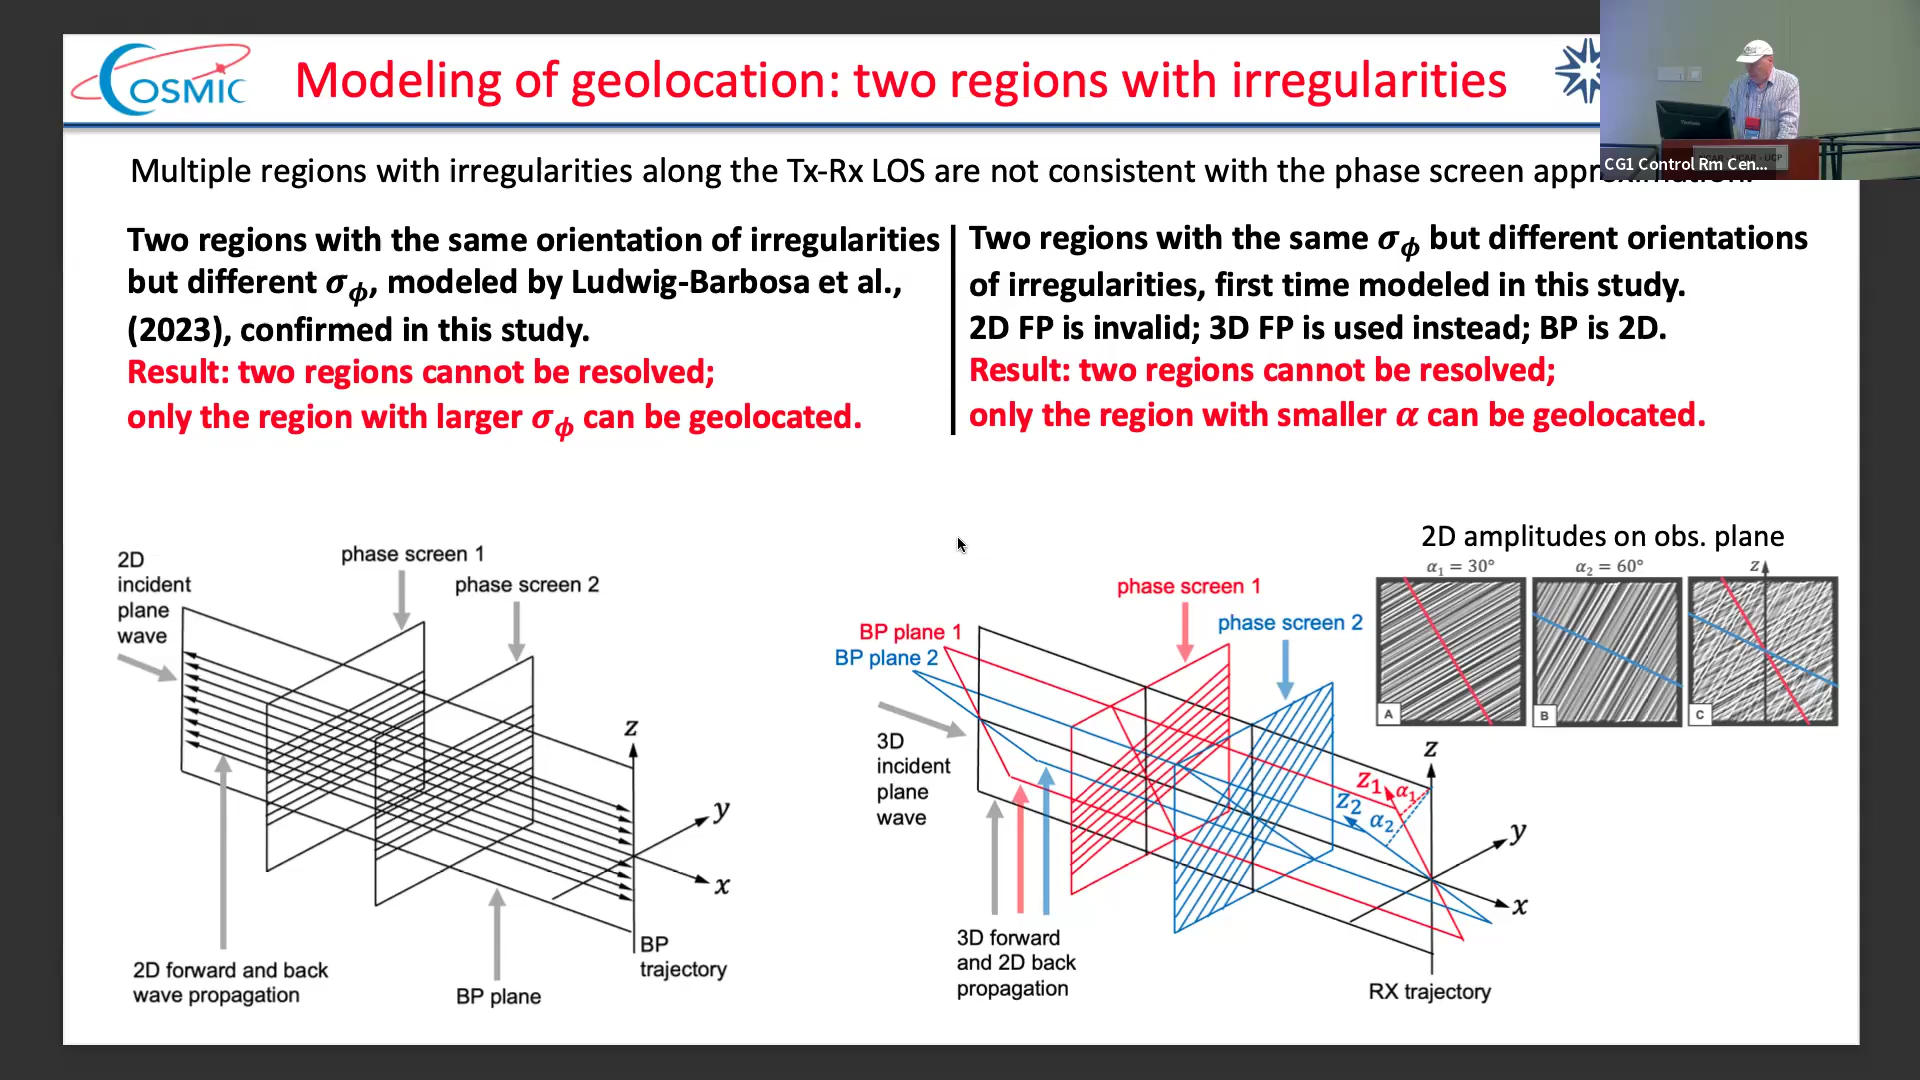 COSMIC
Modeling of geolocation: two regions with irregularities
CG1 Control Rm Cen...
Multiple regions with irregularities along the Tx-Rx LOS are not consistent with the phase screen approximation.
Two regions with the same orientation of irregularities
but different σ_ϕ, modeled by Ludwig-Barbosa et al.,
(2023), confirmed in this study.
Result: two regions cannot be resolved;
only the region with larger σ_ϕ can be geolocated.
Two regions with the same σ_ϕ but different orientations
of irregularities, first time modeled in this study.
2D FP is invalid; 3D FP is used instead; BP is 2D.
Result: two regions cannot be resolved;
only the region with smaller α can be geolocated.
2D
incident
plane
wave
phase screen 1
phase screen 2
z
y
x
BP
trajectory
2D forward and back
wave propagation
BP plane
2D amplitudes on obs. plane
α₁ = 30°
α₂ = 60°
z
A
B
C
phase screen 1
phase screen 2
BP plane 1
BP plane 2
3D
incident
plane
wave
z
z₁ α₁
z₂ α₂
y
x
3D forward
and 2D back
propagation
RX trajectory